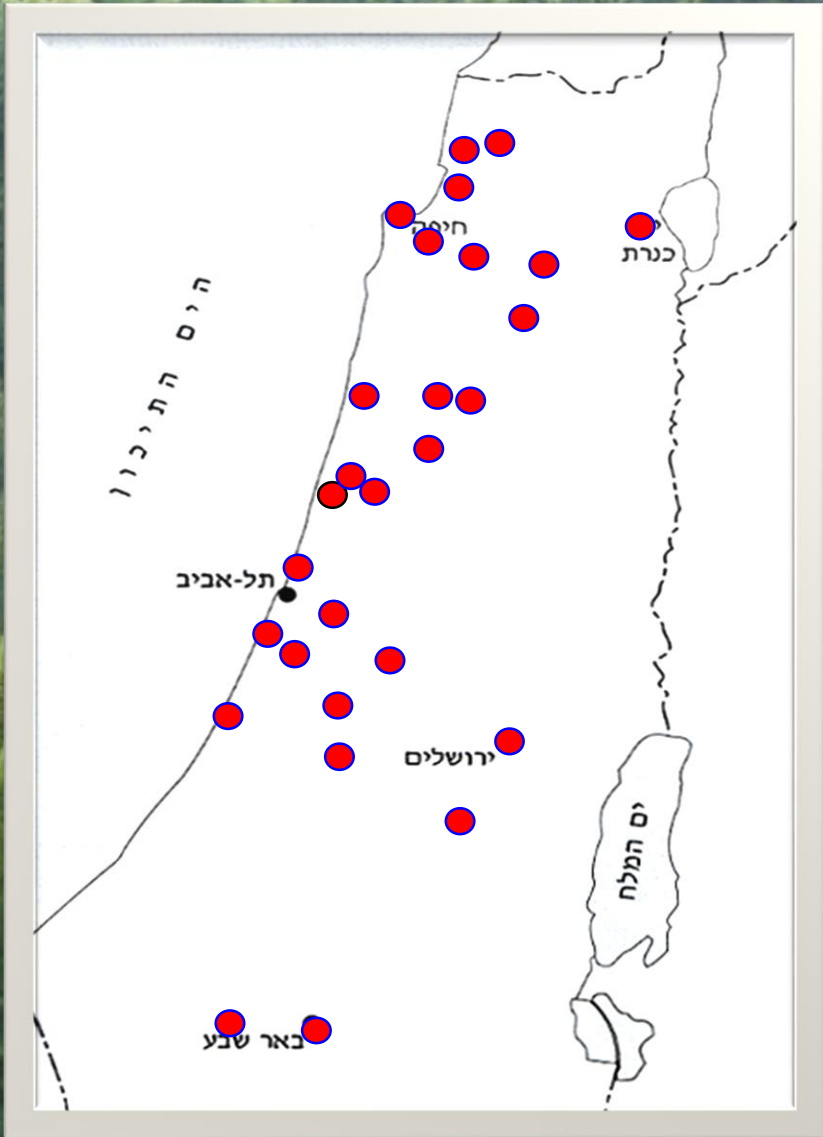 חיפה
כנרת
הים התיכון
תל-אביב
ירושלים
ים המלח
באר שבע